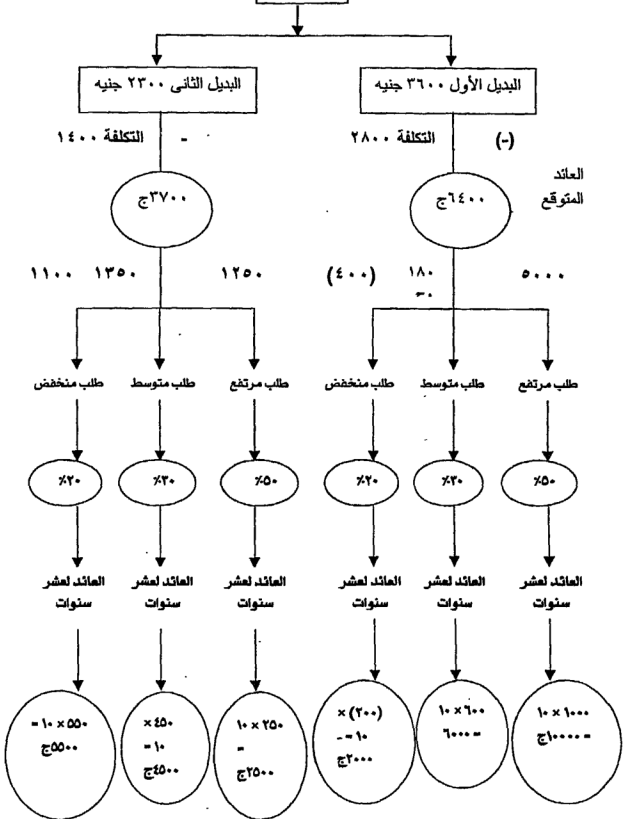 البديل الأول ٣٦٠٠ جنيه
البديل الثانى ٢٣٠٠ جنيه
(-)
التكلفة ٢٨٠٠
-
التكلفة ١٤٠٠
العائد
المتوقع
٦٤٠٠ج
٣٧٠٠ج
٥٠٠٠
١٨٠
٠=
(٤٠٠)
١٢٥٠
١٣٥٠
١١٠٠
طلب مرتفع
طلب متوسط
طلب منخفض
طلب مرتفع
طلب متوسط
طلب منخفض
٥٠٪
٣٠٪
٢٠٪
٥٠٪
٣٠٪
٢٠٪
العائد لعشر
سنوات
العائد لعشر
سنوات
العائد لعشر
سنوات
العائد لعشر
سنوات
العائد لعشر
سنوات
العائد لعشر
سنوات
١٠٠٠ × ١٠
= ١٠٠٠٠ج
٦٠٠ × ١٠
= ٦٠٠٠
(٢٠٠) ×
١٠ = -
٢٠٠٠ج
٢٥٠ × ١٠
=
٢٥٠٠ج
٤٥٠ ×
١٠ =
٤٥٠٠ج
٥٥٠ × ١٠ =
٥٥٠٠ج